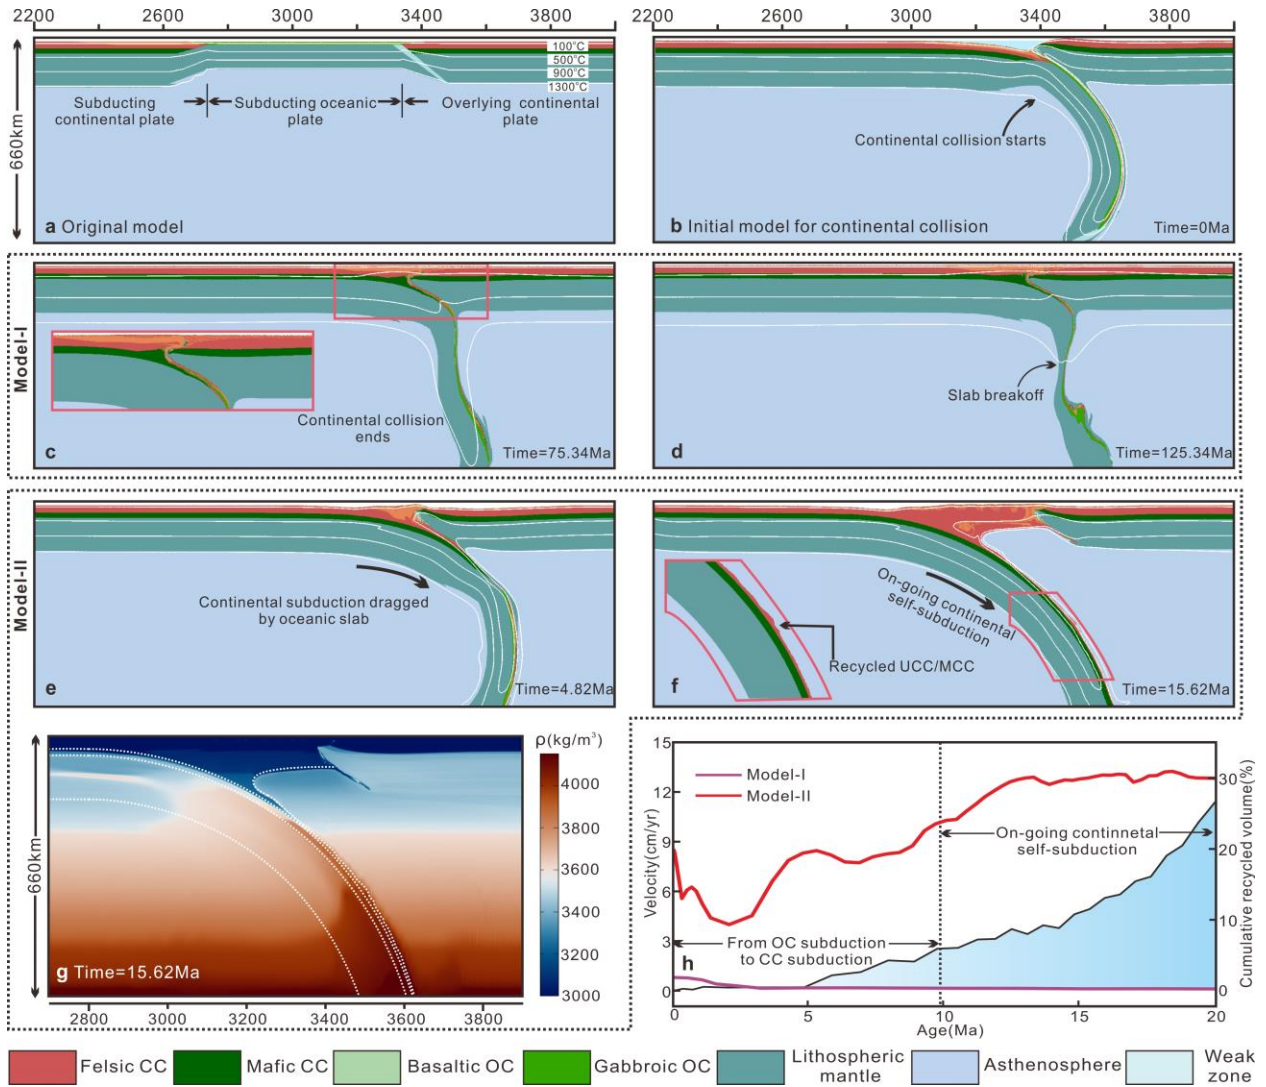 2200 2600 3000 3400 3800
2200 2600 3000 3400 3800
660km
100°C
500°C
900°C
1300°C
Subducting
continental plate
Subducting oceanic
plate
Overlying continental
plate
a Original model
Continental collision starts
b Initial model for continental collision
Time=0Ma
Model-I
Continental collision
ends
c
Time=75.34Ma
Slab breakoff
d
Time=125.34Ma
Model-II
Continental subduction dragged
by oceanic slab
e
Time=4.82Ma
On-going continental
self-subduction
Recycled UCC/MCC
f
Time=15.62Ma
660km
g Time=15.62Ma
2800 3000 3200 3400 3600 3800
ρ(kg/m³)
4000
3800
3600
3400
3200
3000
Velocity(cm/yr)
15
12
9
6
3
0
Model-I
Model-II
On-going continnetal
self-subduction
From OC subduction
to CC subduction
h
0 5 10 15 20
Age(Ma)
30
20
10
0
Cumulative recycled volume(%)
Felsic CC
Mafic CC
Basaltic OC
Gabbroic OC
Lithospheric
mantle
Asthenosphere
Weak
zone